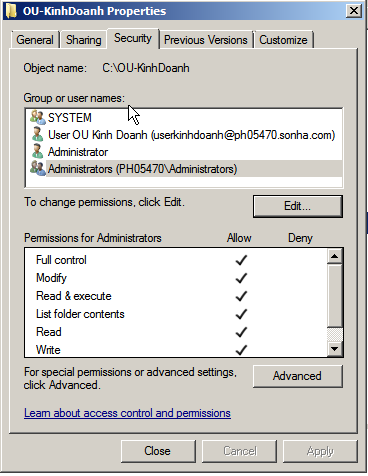 OU-KinhDoanh Properties
General Sharing Security Previous Versions Customize
Object name: C:\OU-KinhDoanh
Group or user names:
SYSTEM
User OU Kinh Doanh (userkinhdoanh@ph05470.sonha.com)
Administrator
Administrators (PH05470\Administrators)
To change permissions, click Edit.
Edit...
Permissions for Administrators Allow Deny
Full control
Modify
Read & execute
List folder contents
Read
Write
For special permissions or advanced settings,
click Advanced.
Advanced
Learn about access control and permissions
Close Cancel Apply